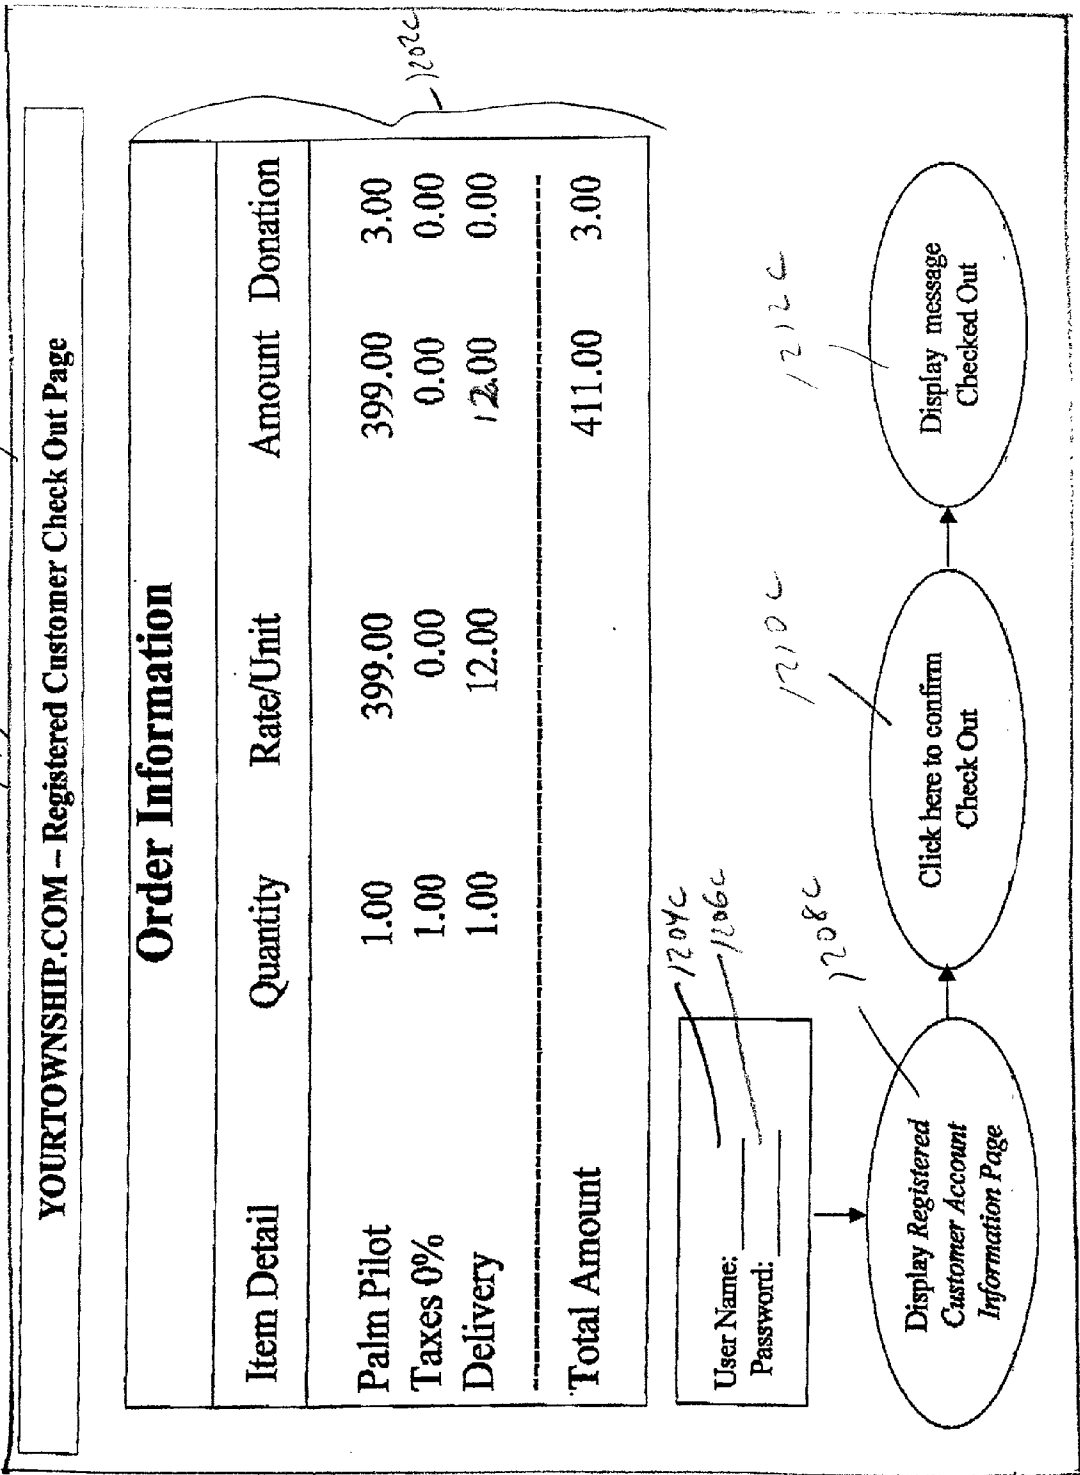 YOURTOWNSHIP.COM – Registered Customer Check Out Page
Order Information
Item Detail Quantity Rate/Unit Amount Donation
Palm Pilot 1.00 399.00 399.00 3.00
Taxes 0% 1.00 0.00 0.00 0.00
Delivery 1.00 12.00 12.00 0.00
Total Amount 411.00 3.00
1202C
User Name:
Password:
1204C
1206C
1208C
1210C
1212C
Display Registered
Customer Account
Information Page
Click here to confirm
Check Out
Display message
Checked Out